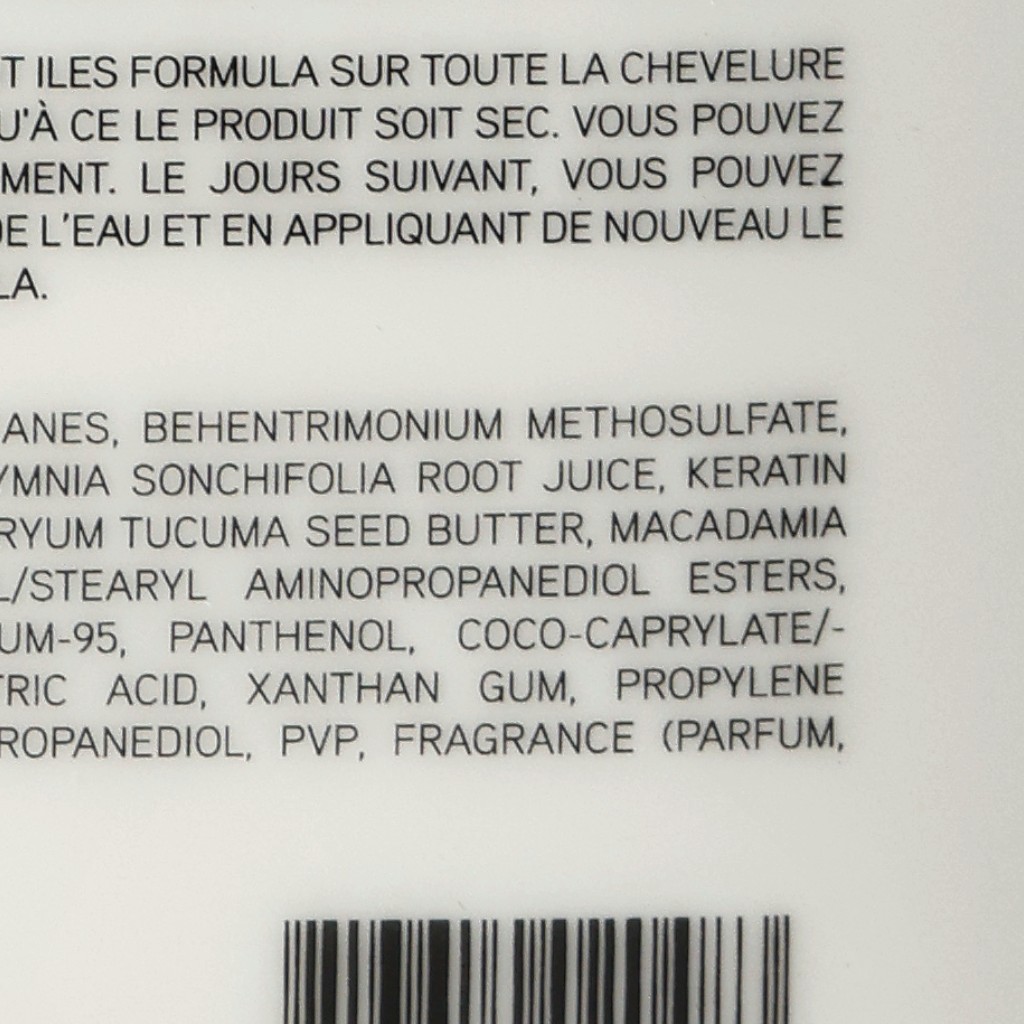 T ILES FORMULA SUR TOUTE LA CHEVELURE
U'À CE LE PRODUIT SOIT SEC. VOUS POUVEZ
MENT. LE JOURS SUIVANT, VOUS POUVEZ
DE L'EAU ET EN APPLIQUANT DE NOUVEAU LE
LA.
ANES, BEHENTRIMONIUM METHOSULFATE,
YMNIA SONCHIFOLIA ROOT JUICE, KERATIN
RYUM TUCUMA SEED BUTTER, MACADAMIA
L/STEARYL AMINOPROPANEDIOL ESTERS,
UM-95, PANTHENOL, COCO-CAPRYLATE/-
TRIC ACID, XANTHAN GUM, PROPYLENE
ROPANEDIOL, PVP, FRAGRANCE (PARFUM,